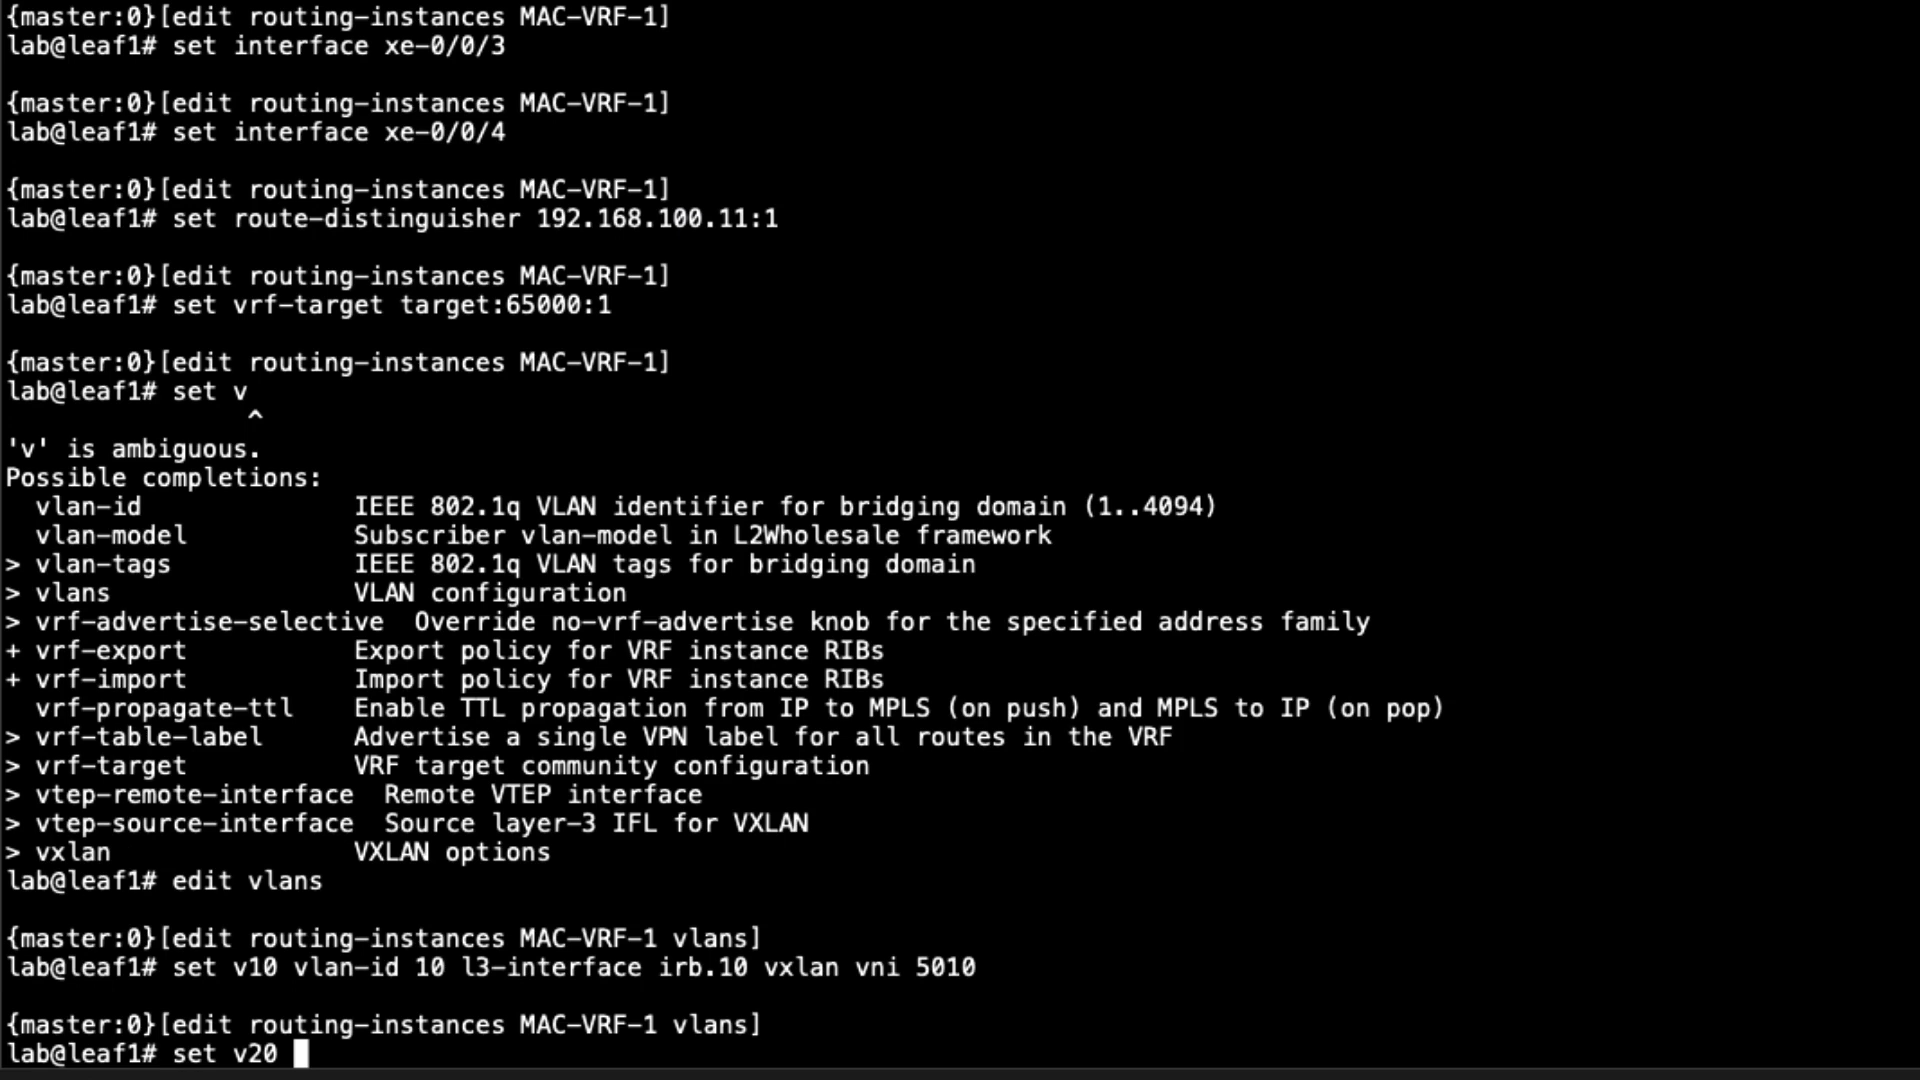 {master:0}[edit routing-instances MAC-VRF-1]
lab@leaf1# set interface xe-0/0/3
{master:0}[edit routing-instances MAC-VRF-1]
lab@leaf1# set interface xe-0/0/4
{master:0}[edit routing-instances MAC-VRF-1]
lab@leaf1# set route-distinguisher 192.168.100.11:1
{master:0}[edit routing-instances MAC-VRF-1]
lab@leaf1# set vrf-target target:65000:1
{master:0}[edit routing-instances MAC-VRF-1]
lab@leaf1# set v
^
'v' is ambiguous.
Possible completions:
vlan-id IEEE 802.1q VLAN identifier for bridging domain (1..4094)
vlan-model Subscriber vlan-model in L2Wholesale framework
> vlan-tags IEEE 802.1q VLAN tags for bridging domain
> vlans VLAN configuration
> vrf-advertise-selective Override no-vrf-advertise knob for the specified address family
+ vrf-export Export policy for VRF instance RIBs
+ vrf-import Import policy for VRF instance RIBs
vrf-propagate-ttl Enable TTL propagation from IP to MPLS (on push) and MPLS to IP (on pop)
> vrf-table-label Advertise a single VPN label for all routes in the VRF
> vrf-target VRF target community configuration
> vtep-remote-interface Remote VTEP interface
> vtep-source-interface Source layer-3 IFL for VXLAN
> vxlan VXLAN options
lab@leaf1# edit vlans
{master:0}[edit routing-instances MAC-VRF-1 vlans]
lab@leaf1# set v10 vlan-id 10 l3-interface irb.10 vxlan vni 5010
{master:0}[edit routing-instances MAC-VRF-1 vlans]
lab@leaf1# set v20